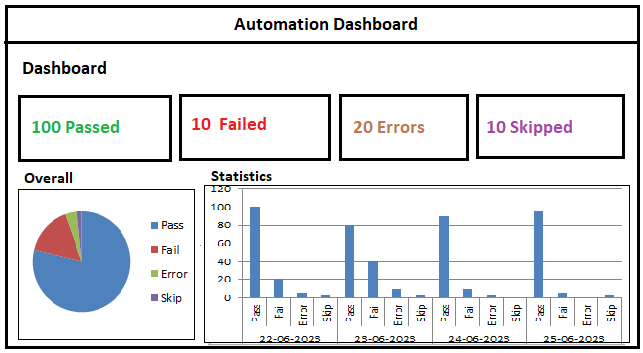 Automation Dashboard
Dashboard
100 Passed
10 Failed
20 Errors
10 Skipped
Overall
Pass
Fail
Error
Skip
Statistics
120
100
80
60
40
20
0
Pass Fail Error Skip Pass Fail Error Skip Pass Fail Error Skip Pass Fail Error Skip
22-06-2023 23-06-2023 24-06-2023 25-06-2023